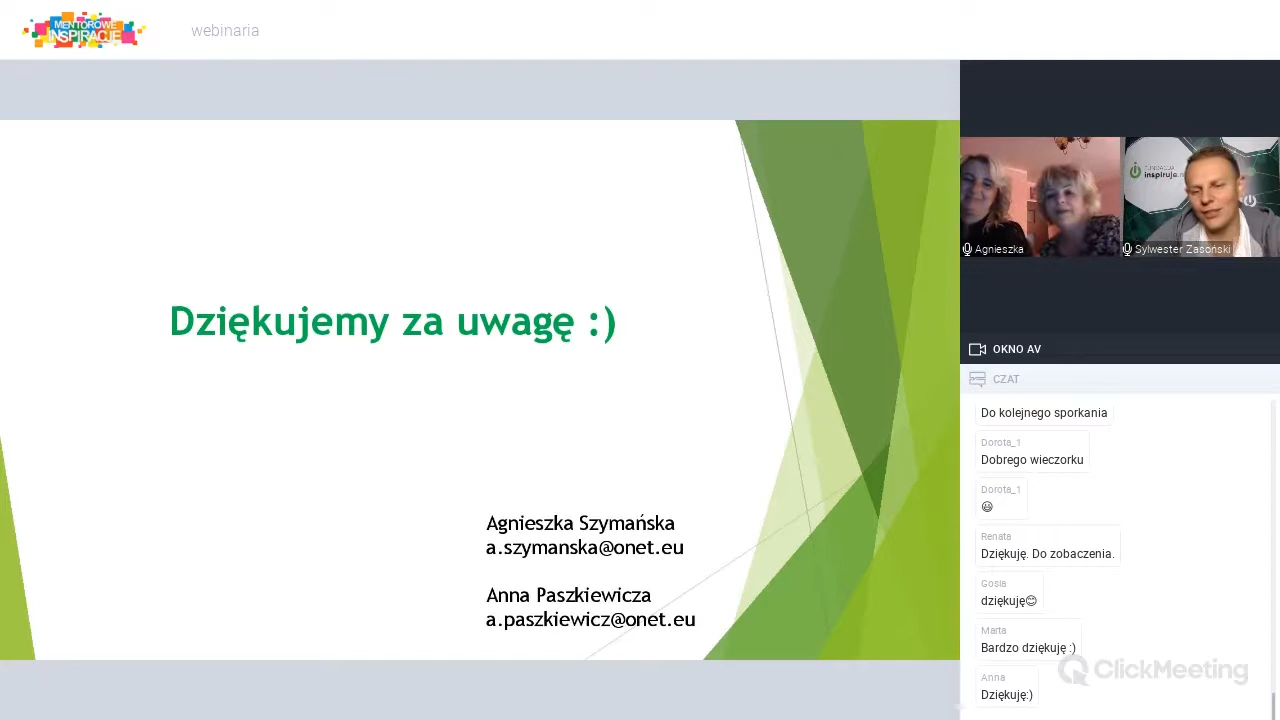 MENTOROWE
INSPIRACJE
webinaria
Dziękujemy za uwagę :)
Agnieszka Szymańska
a.szymanska@onet.eu
Anna Paszkiewicza
a.paszkiewicz@onet.eu
FUNDACJA
inspiruje.m
Agnieszka
Sylwester Zasoński
OKNO AV
CZAT
Do kolejnego sporkania
Dorota_1
Dobrego wieczorku
Dorota_1
😃
Renata
Dziękuję. Do zobaczenia.
Gosia
dziękuję😊
Marta
Bardzo dziękuję :)
Anna
Dziękuję:)
ClickMeeting